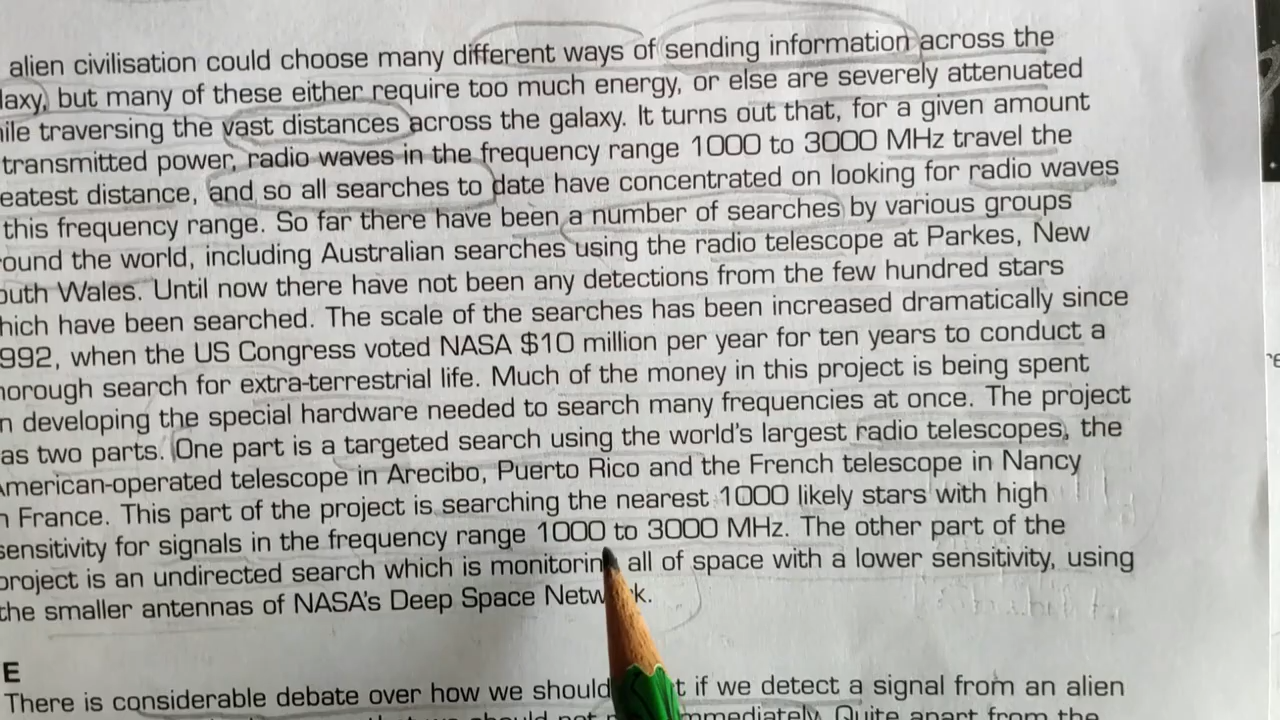 alien civilisation could choose many different ways of sending information across the
laxy, but many of these either require too much energy, or else are severely attenuated
ile traversing the vast distances across the galaxy. It turns out that, for a given amount
transmitted power, radio waves in the frequency range 1000 to 3000 MHz travel the
eatest distance, and so all searches to date have concentrated on looking for radio waves
this frequency range. So far there have been a number of searches by various groups
ound the world, including Australian searches using the radio telescope at Parkes, New
outh Wales. Until now there have not been any detections from the few hundred stars
hich have been searched. The scale of the searches has been increased dramatically since
992, when the US Congress voted NASA $10 million per year for ten years to conduct a
horough search for extra-terrestrial life. Much of the money in this project is being spent
n developing the special hardware needed to search many frequencies at once. The project
as two parts. One part is a targeted search using the world's largest radio telescopes, the
American-operated telescope in Arecibo, Puerto Rico and the French telescope in Nancy
n France. This part of the project is searching the nearest 1000 likely stars with high
sensitivity for signals in the frequency range 1000 to 3000 MHz. The other part of the
project is an undirected search which is monitorin all of space with a lower sensitivity, using
the smaller antennas of NASA's Deep Space Netw k.
E
There is considerable debate over how we should t if we detect a signal from an alien
should not mmediately. Quite apart from the